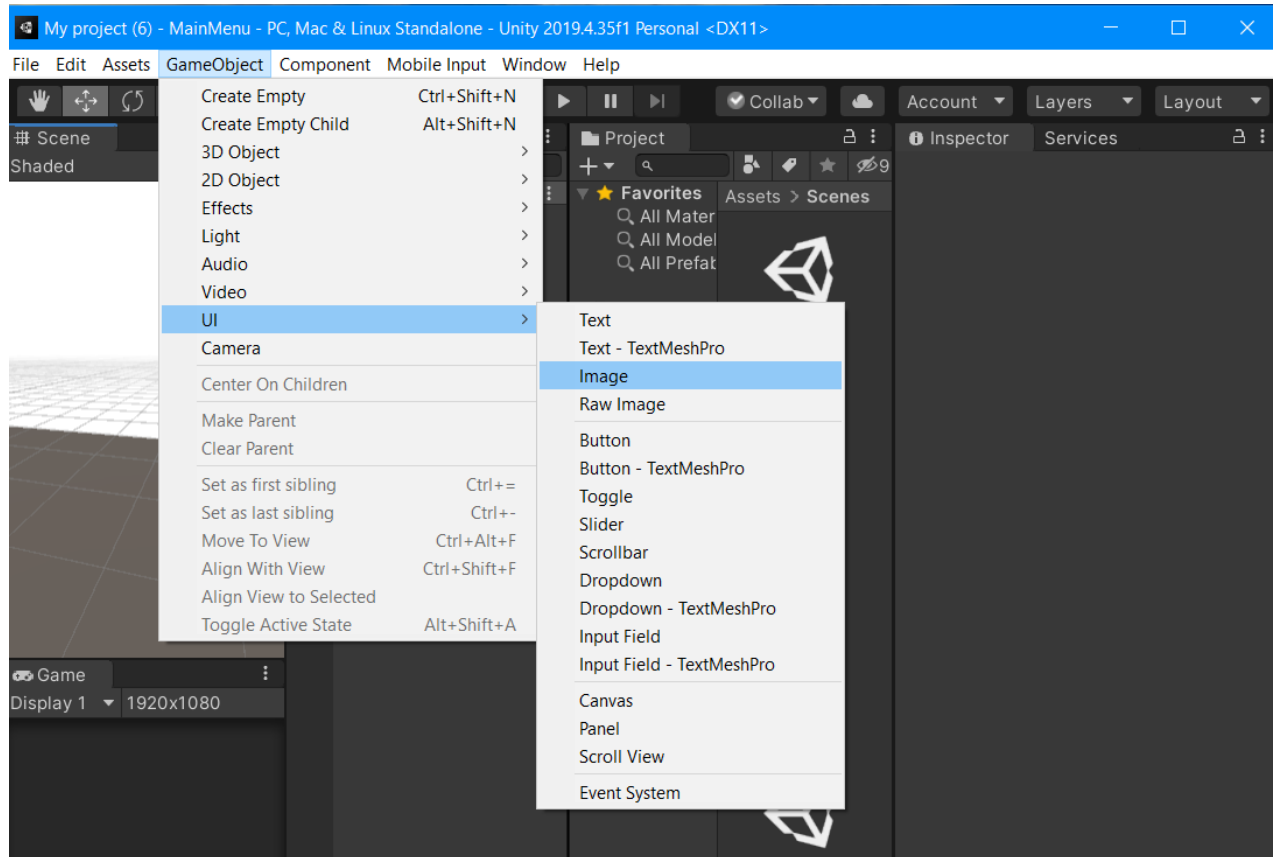 My project (6) - MainMenu - PC, Mac & Linux Standalone - Unity 2019.4.35f1 Personal <DX11>
File Edit Assets GameObject Component Mobile Input Window Help
Collab Account Layers Layout
Scene
Shaded
Create Empty Ctrl+Shift+N
Create Empty Child Alt+Shift+N
3D Object
2D Object
Effects
Light
Audio
Video
UI
Camera
Center On Children
Make Parent
Clear Parent
Set as first sibling Ctrl+=
Set as last sibling Ctrl+-
Move To View Ctrl+Alt+F
Align With View Ctrl+Shift+F
Align View to Selected
Toggle Active State Alt+Shift+A
Project
9
Favorites
All Mater
All Model
All Prefab
Assets > Scenes
Text
Text - TextMeshPro
Image
Raw Image
Button
Button - TextMeshPro
Toggle
Slider
Scrollbar
Dropdown
Dropdown - TextMeshPro
Input Field
Input Field - TextMeshPro
Canvas
Panel
Scroll View
Event System
Inspector Services
Game
Display 1 1920x1080